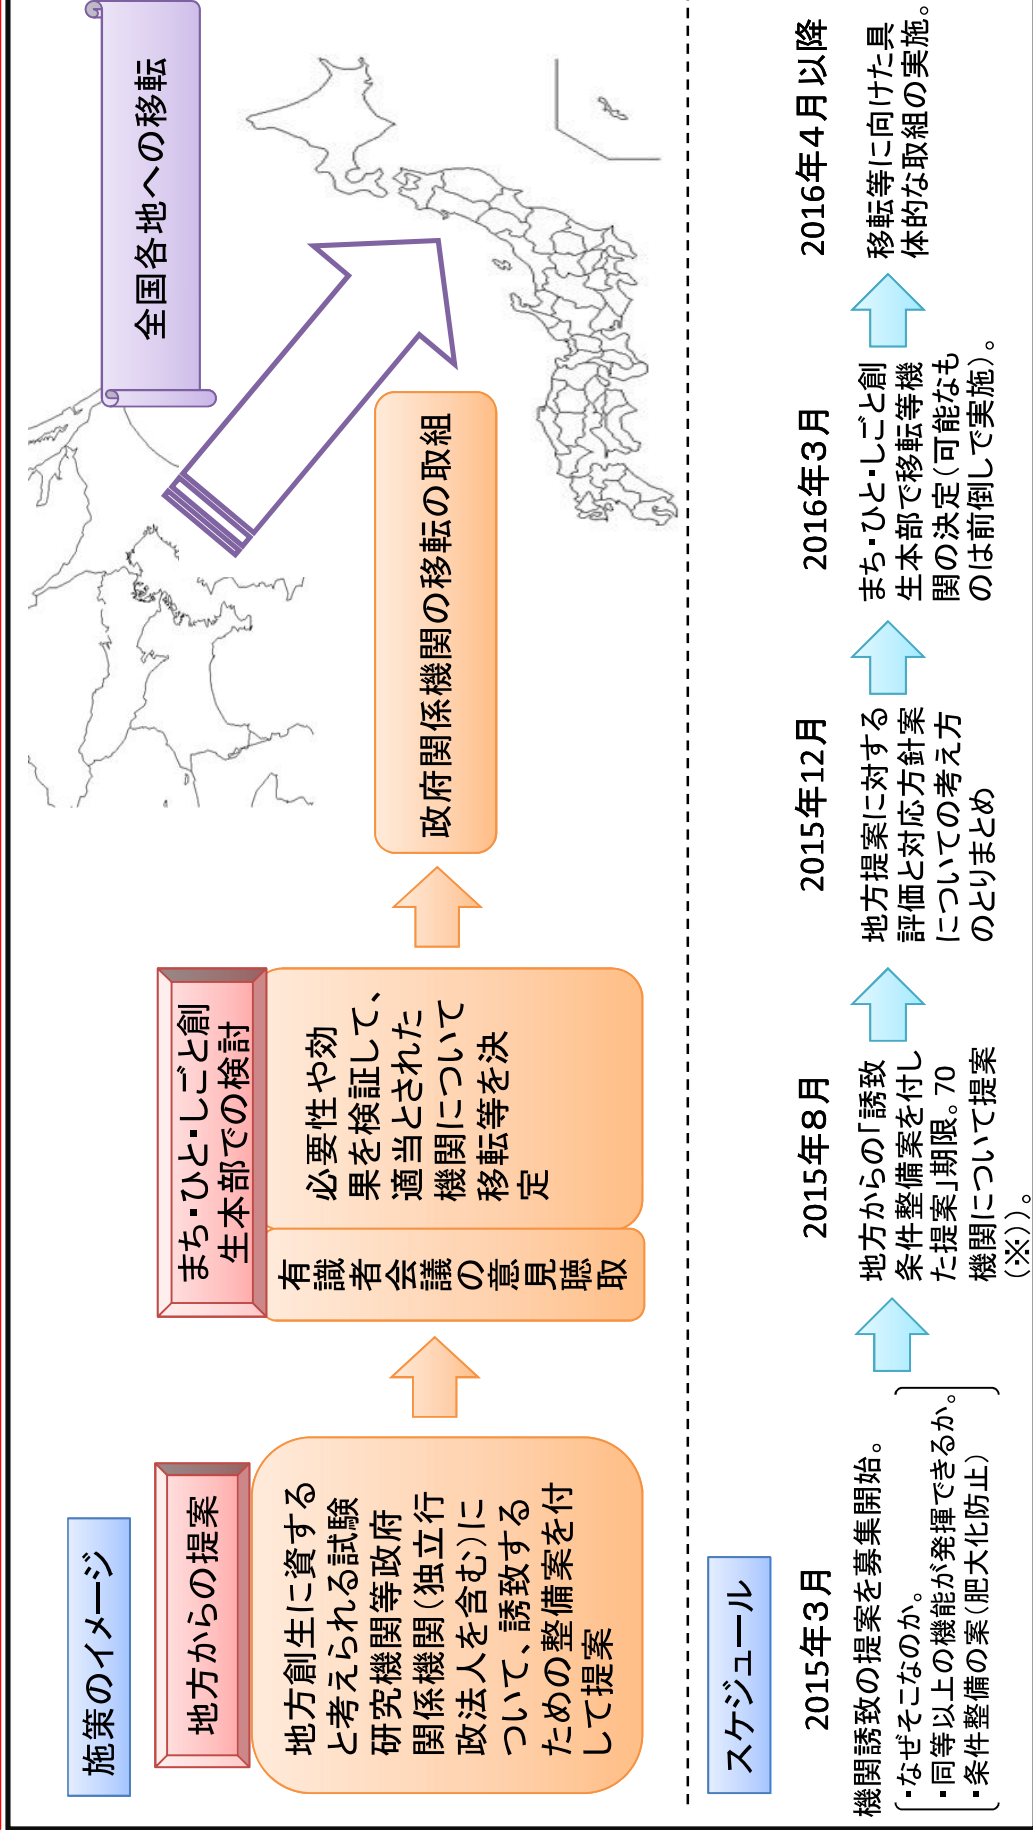 施策のイメージ
地方からの提案
地方創生に資する
と考えられる試験
研究機関等政府
関係機関（独立行
政法人を含む）に
ついて、誘致する
ための整備案を付
して提案
まち・ひと・しごと創
生本部での検討
有識者会議の意見聴取
必要性や効
果を検証して、
適当とされた
機関について
移転等を決
定
政府関係機関の移転の取組
全国各地への移転
スケジュール
2015年３月
機関誘致の提案を募集開始。
・なぜそこなのか。
・同等以上の機能が発揮できるか。
・条件整備の案（肥大化防止）
2015年８月
地方からの「誘致
条件整備案を付し
た提案」期限。70
機関について提案
（※））。
2015年12月
地方提案に対する
評価と対応方針案
についての考え方
のとりまとめ
2016年３月
まち・ひと・しごと創
生本部で移転等機
関の決定（可能なも
のは前倒しで実施）。
2016年４月以降
移転等に向けた具
体的な取組の実施。